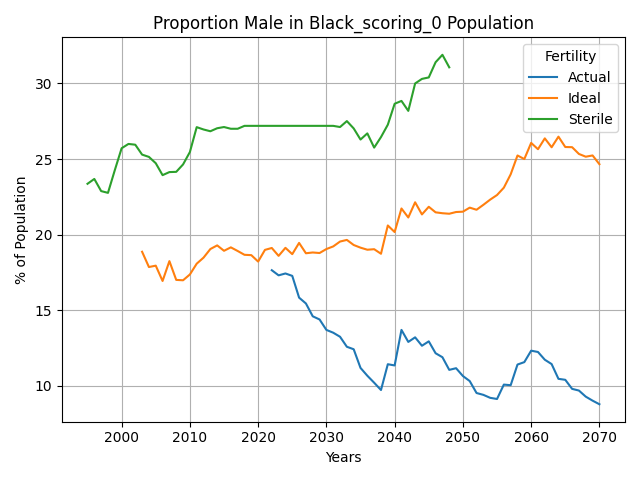 Proportion Male in Black_scoring_0 Population
Fertility
Actual
Ideal
Sterile
% of Population
30
25
20
15
10
2000 2010 2020 2030 2040 2050 2060 2070
Years